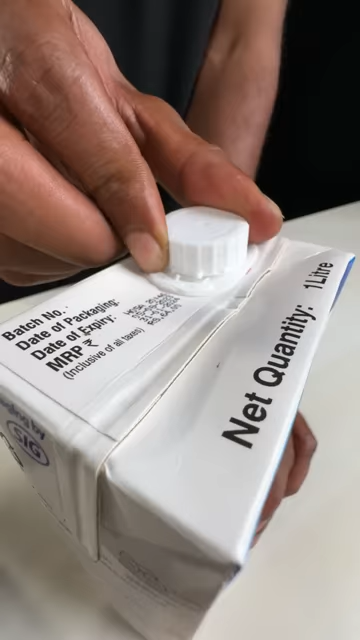 Batch No.:
Date of Packaging:
Date of Expiry:
MRP ₹
(Inclusive of all taxes)
Net Quantity: 1Litre
SIG